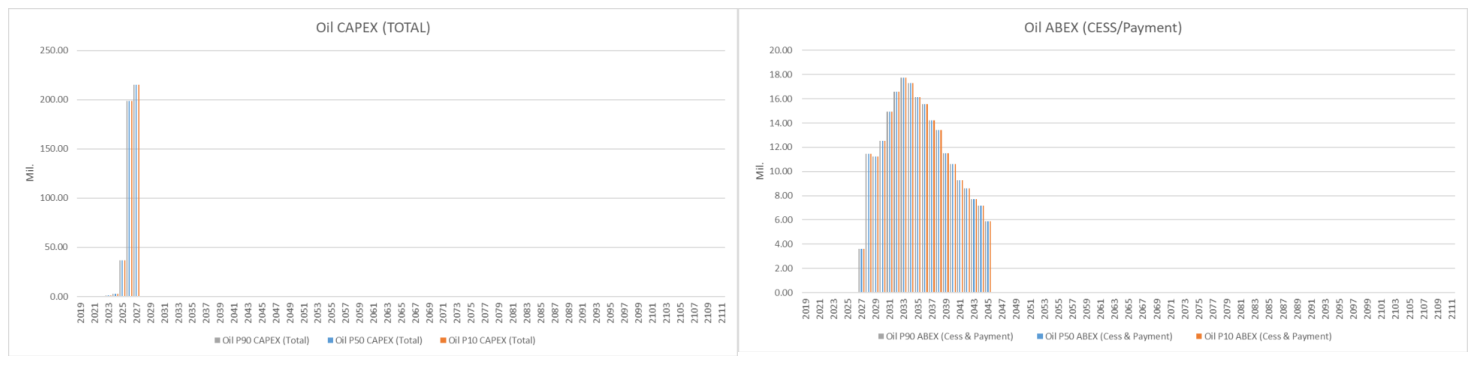 Oil CAPEX (TOTAL)
250.00
200.00
150.00
100.00
50.00
0.00
Mil.
2019 2021 2023 2025 2027 2029 2031 2033 2035 2037 2039 2041 2043 2045 2047 2049 2051 2053 2055 2057 2059 2061 2063 2065 2067 2069 2071 2073 2075 2077 2079 2081 2083 2085 2087 2089 2091 2093 2095 2097 2099 2101 2103 2105 2107 2109 2111
Oil P90 CAPEX (Total) Oil P50 CAPEX (Total) Oil P10 CAPEX (Total)
Oil ABEX (CESS/Payment)
20.00
18.00
16.00
14.00
12.00
10.00
8.00
6.00
4.00
2.00
0.00
Mil.
2019 2021 2023 2025 2027 2029 2031 2033 2035 2037 2039 2041 2043 2045 2047 2049 2051 2053 2055 2057 2059 2061 2063 2065 2067 2069 2071 2073 2075 2077 2079 2081 2083 2085 2087 2089 2091 2093 2095 2097 2099 2101 2103 2105 2107 2109 2111
Oil P90 ABEX (Cess & Payment) Oil P50 ABEX (Cess & Payment) Oil P10 ABEX (Cess & Payment)